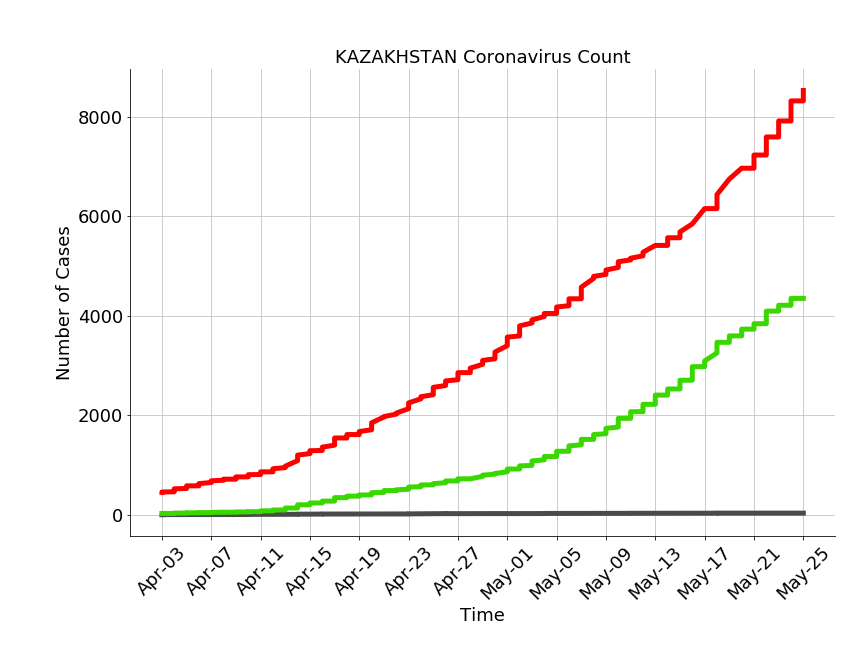 KAZAKHSTAN Coronavirus Count
Number of Cases
8000
6000
4000
2000
0
Apr-03
Apr-07
Apr-11
Apr-15
Apr-19
Apr-23
Apr-27
May-01
May-05
May-09
May-13
May-17
May-21
May-25
Time